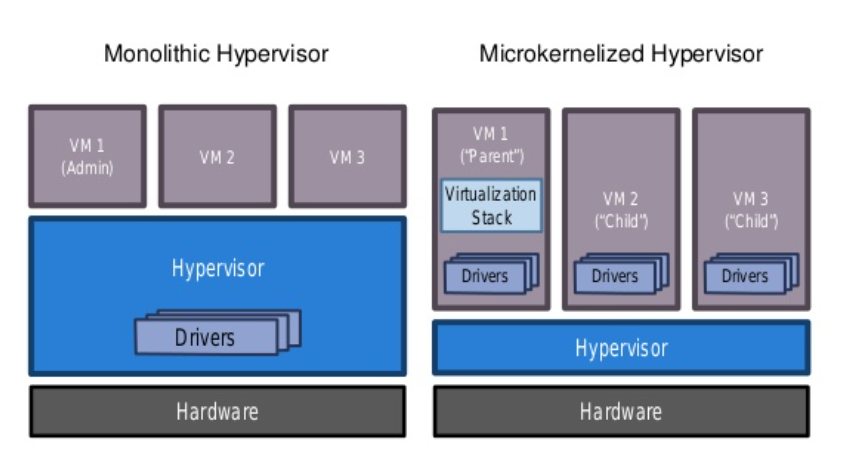 Monolithic Hypervisor
VM 1
(Admin)
VM 2
VM 3
Hypervisor
Drivers
Hardware
Microkernelized Hypervisor
VM 1
("Parent")
Virtualization
Stack
Drivers
VM 2
("Child")
Drivers
VM 3
("Child")
Drivers
Hypervisor
Hardware